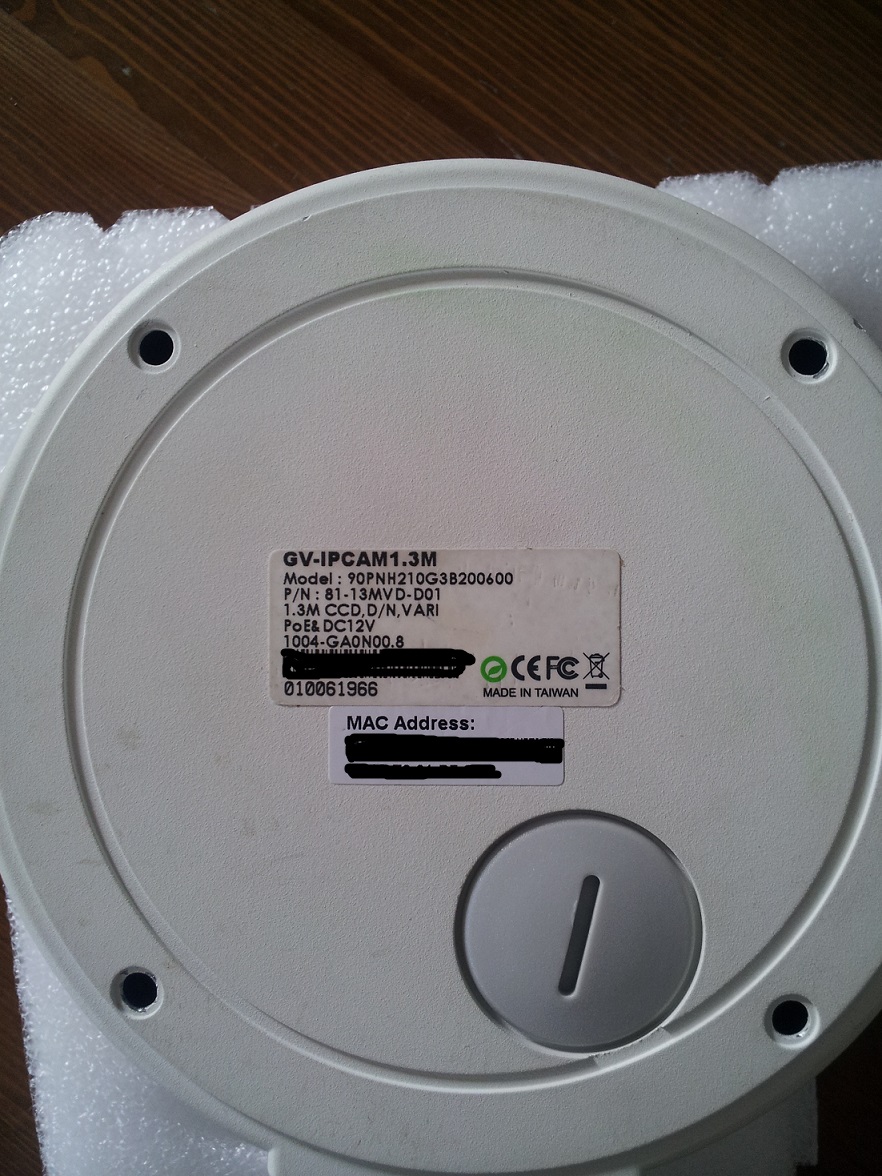 GV-IPCAM1.3M
Model : 90PNH210G3B200600
P/N : 81-13MVD-D01
1.3M CCD,D/N,VARI
PoE&DC12V
1004-GA0N00.8
010061966
CE FC
MADE IN TAIWAN
MAC Address: